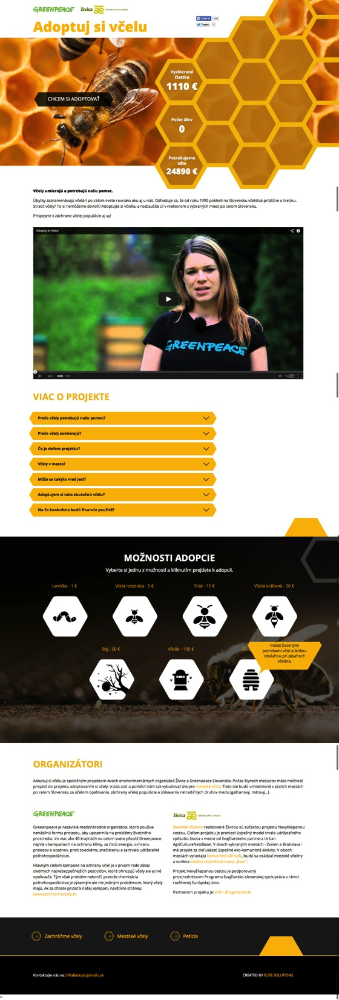 GREENPEACE živica
Adoptuj si včelu
Tweet
CHCEM SI ADOPTOVAŤ
Vyzbieraná
čiastka
1110 €
Počet úľov
0
Potrebujeme
ešte
24890 €
Včely umierajú a potrebujú našu pomoc.
Úbytky zaznamenávajú včelári po celom svete rovnako ako aj u nás. Odhaduje sa, že od roku 1990 poklesli na Slovensku včelstvá približne o tretinu.
Stratiť včely? To si nemôžeme dovoliť! Adoptujte si včielku a rozbzučíte úľ v niektorom z vybraných miest po celom Slovensku.
Prispejete k záchrane včelej populácie aj vy!
Adoptuj si včelu!
GREENPEACE
0:00
YouTube
VIAC O PROJEKTE
Prečo včely potrebujú našu pomoc?
Prečo včely zomierajú?
Čo je cieľom projektu?
Včely v meste?
Môže sa takýto med jesť?
Adoptujem si teda skutočnú včelu?
Na čo konkrétne budú financie použité?
MOŽNOSTI ADOPCIE
Vyberte si jednu z možností a kliknutím prejdete k adopcii.
Larvička - 1 € Včela robotnica - 5 € Trúd - 15 € Včelia kráľovná - 30 €
Roj - 50 € Včelár - 100 €
medzi životnými
potrebami včiel a ľahkou
obsluhou pri zásahoch
včelára.
ORGANIZÁTORI
Adoptuj si včelu je spoločným projektom dvoch environmentálnych organizácií Živica a Greenpeace Slovensko. Počas štyroch mesiacov máte možnosť
prispieť do projektu adoptovaním si včely, trúda atď. a pomôcť nám tak vybudovať úle pre mestské včely. Tieto úle budú umiestnené v piatich mestách
po celom Slovensku za účelom opeľovania, záchrany včelej populácie a získavania netradičných druhov medu (gaštanový, mätový...).
GREENPEACE
Greenpeace je nezávislá medzinárodná organizácia, ktorá používa
nenásilnú formu protestu, aby upozornila na problémy životného
prostredia. Vo viac ako 40 krajinách na celom svete pôsobí Greenpeace
najmä v kampaniach na ochranu klímy, za čistú energiu, ochranu
pralesov a oceánov, proti toxickému znečisteniu a za trvalo udržateľné
poľnohospodárstvo.
Hlavným cieľom kampane na ochranu včiel je v prvom rade zákaz
siedmych najnebezpečnejších pesticídov, ktoré ohrozujú včely ale aj iné
opeľovače. Tým však problém nekončí, pretože chemizácia
poľnohospodárstva je výrazným ale nie jediným problémom, ktorý včely
majú. Ak sa chcete pridať k našej kampani, navštívte stránku:
www.zachranmevcely.sk
živica
Mestské včelnice realizované Živicou sú súčasťou projektu Nevyšliapanou
cestou. Cieľom projektu je preniesť úspešný model trvalo udržateľného
spôsobu života v meste od švajčiarskeho partnera Urban
AgriCultureNetzBasel. V dvoch vybraných mestách - Zvolen a Bratislava -
má projekt za cieľ ukázať úspešné eko-komunitné aktivity. V oboch
mestách vyrastajú komunitné záhrady, budú sa osádzať mestské včelíny
a vznikne lokálna doplnková mena „živec".
Projekt Nevyšliapanou cestou je podporovaný
prostredníctvom Programu švajčiarsko-slovenskej spolupráce v rámci
rozšírenej Európskej únie.
Partnerom projektu je: DM – drogeriemarkt
Zachráňme včely Mestské včely Petícia
Kontaktujte nás na: info@adoptujsivcelu.sk CREATED BY ELITE SOLUTIONS
>